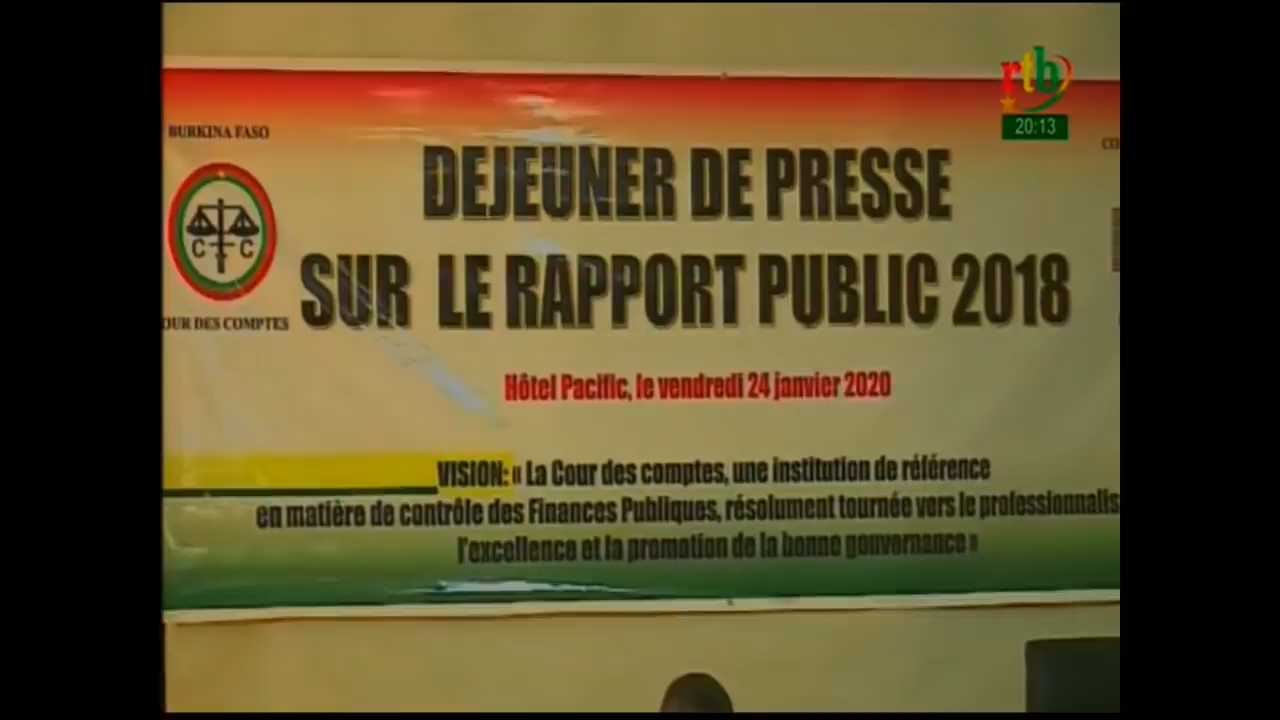 rtb
20:13
BURKINA FASO
DEJEUNER DE PRESSE
C C
SUR LE RAPPORT PUBLIC 2018
OUR DES COMPTES
Hôtel Pacific, le vendredi 24 janvier 2020
VISION: « La Cour des comptes, une institution de référence
en matière de contrôle des Finances Publiques, résolument tournée vers le professionnalis
l'excellence et la promotion de la bonne gouvernance »